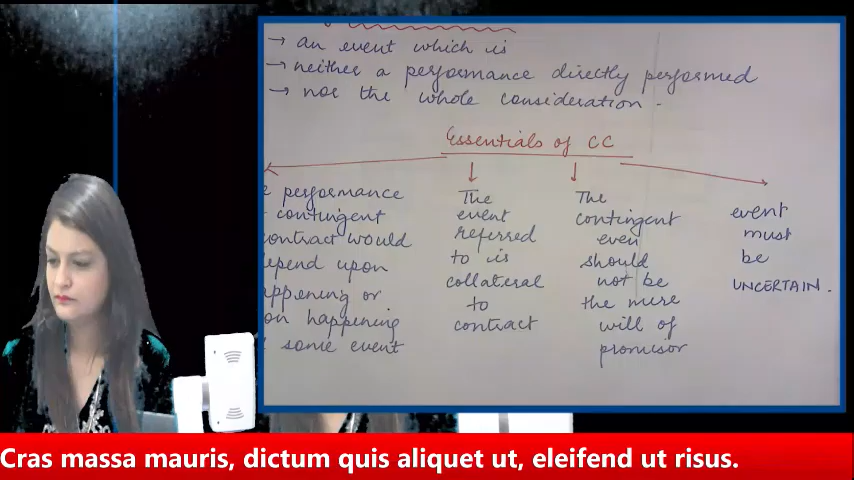 → an event which is
→ neither a performance directly performed
→ nor the whole consideration.
Essentials of CC
performance
contingent
contract would
depend upon
happening or
non happening
some event
The
event
referred
to is
collateral
to
contract
The
contingent
even
should
not be
the mere
will of
promisor
event
must
be
UNCERTAIN.
Cras massa mauris, dictum quis aliquet ut, eleifend ut risus.